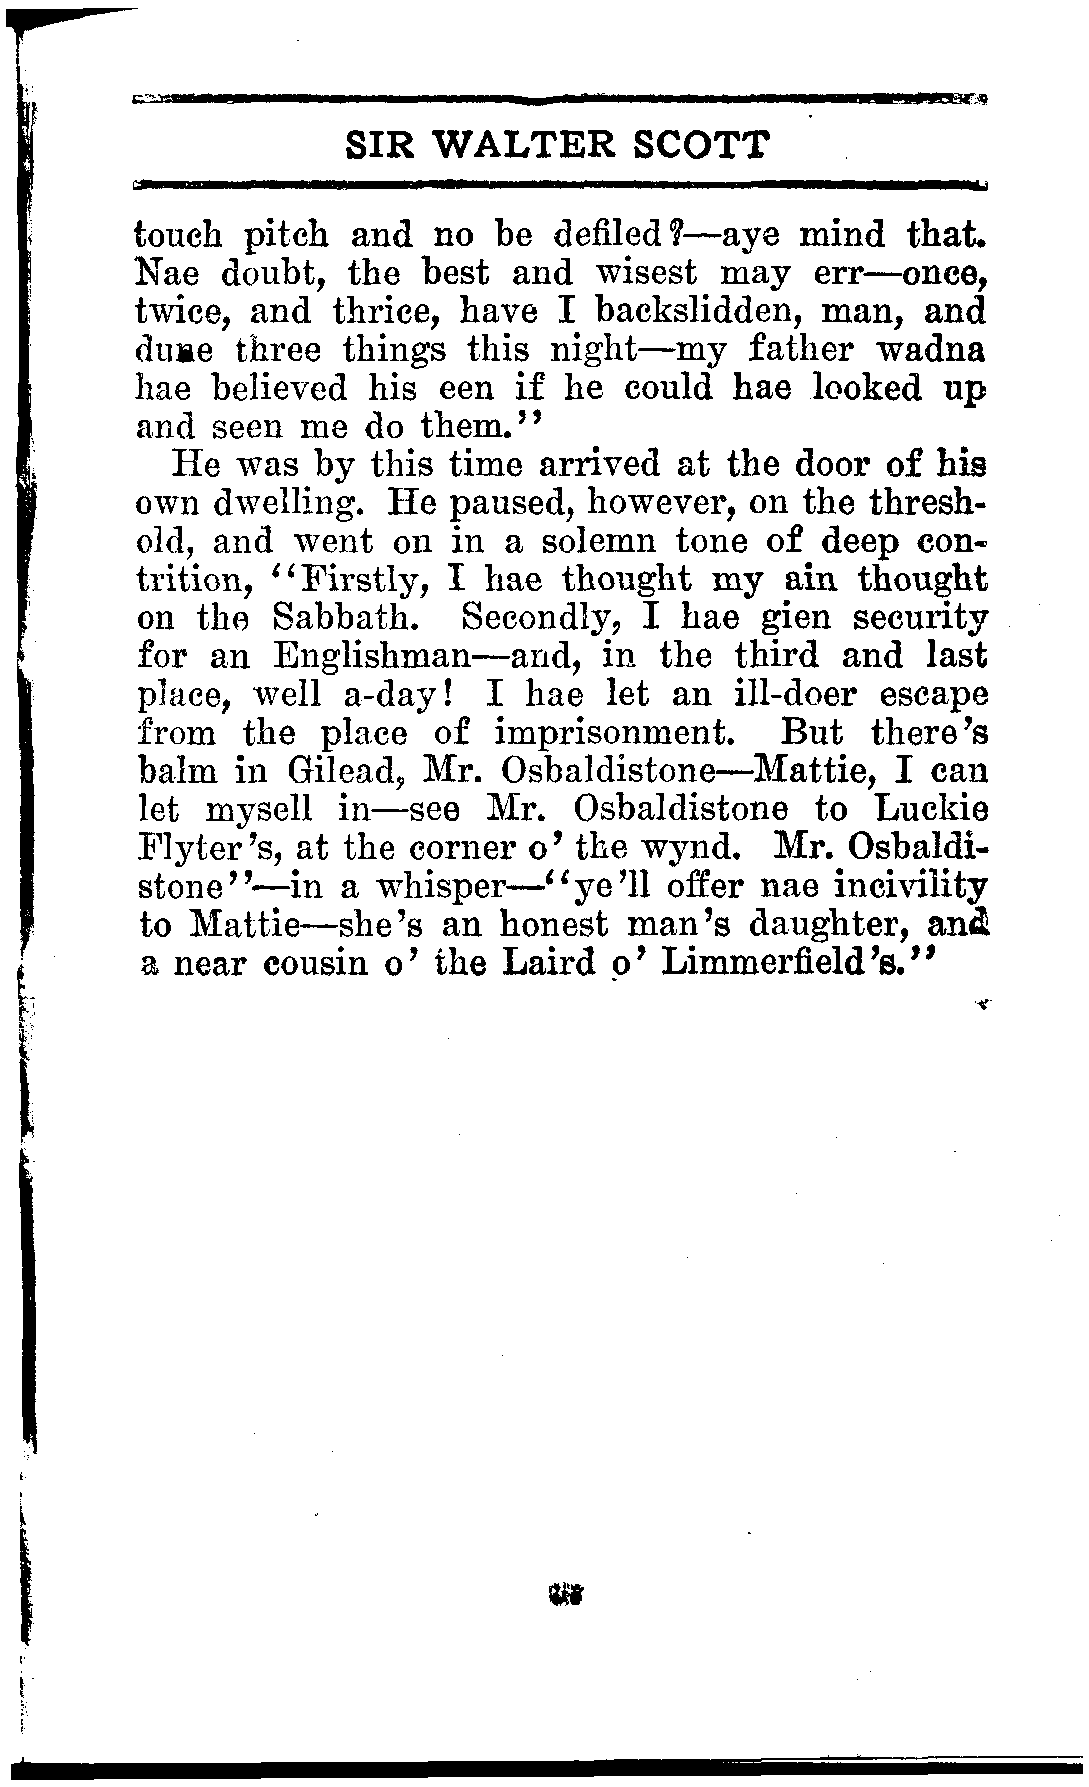 SIR WALTER SCOTT
touch pitch and no be defiled?—aye mind that.
Nae doubt, the best and wisest may err—once,
twice, and thrice, have I backslidden, man, and
dune three things this night—my father wadna
hae believed his een if he could hae looked up
and seen me do them."
He was by this time arrived at the door of his
own dwelling. He paused, however, on the thresh-
old, and went on in a solemn tone of deep con-
trition, "Firstly, I hae thought my ain thought
on the Sabbath. Secondly, I hae gien security
for an Englishman—and, in the third and last
place, well a-day! I hae let an ill-doer escape
from the place of imprisonment. But there's
balm in Gilead, Mr. Osbaldistone—Mattie, I can
let mysell in—see Mr. Osbaldistone to Luckie
Flyter's, at the corner o' the wynd. Mr. Osbaldi-
stone"—in a whisper—"ye'll offer nae incivility
to Mattie—she's an honest man's daughter, and
a near cousin o' the Laird o' Limmerfield's."